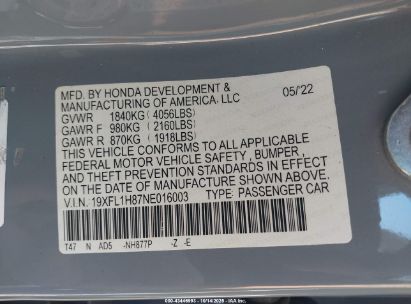 MFD. BY HONDA DEVELOPMENT &
MANUFACTURING OF AMERICA, LLC 05/22
GVWR 1840KG(4056LBS)
GAWR F 980KG(2160LBS)
GAWR R 870KG(1918LBS)
THIS VEHICLE CONFORMS TO ALL APPLICABLE
FEDERAL MOTOR VEHICLE SAFETY, BUMPER,
AND THEFT PREVENTION STANDARDS IN EFFECT
ON THE DATE OF MANUFACTURE SHOWN ABOVE.
V.I.N. 19XFL1H87NE016003 TYPE: PASSENGER CAR
T47 N AD5 -NH877P -Z -E